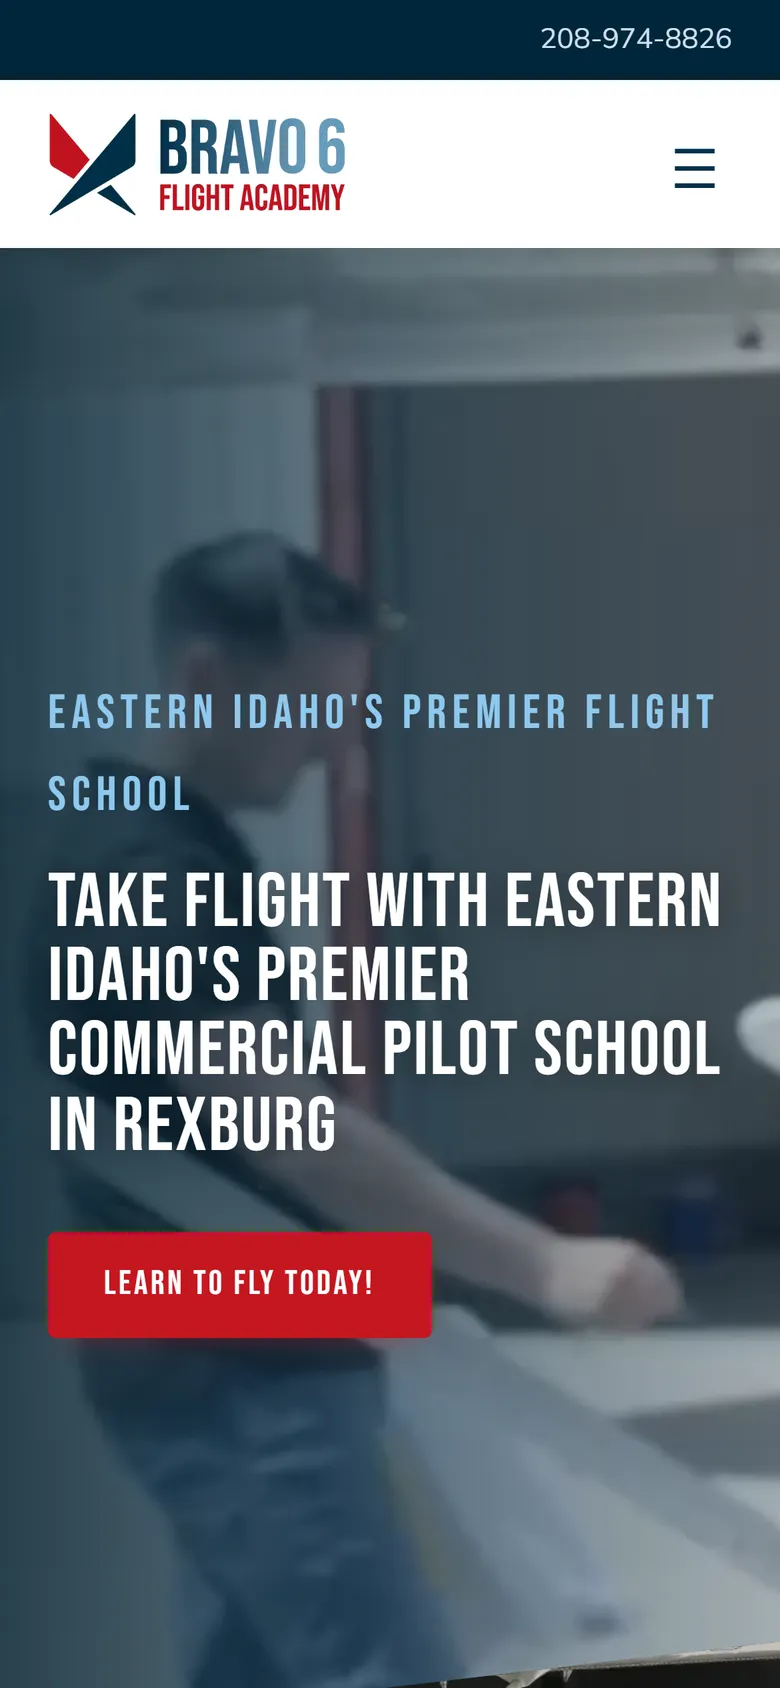 208-974-8826
BRAVO 6
FLIGHT ACADEMY
EASTERN IDAHO'S PREMIER FLIGHT
SCHOOL
TAKE FLIGHT WITH EASTERN
IDAHO'S PREMIER
COMMERCIAL PILOT SCHOOL
IN REXBURG
LEARN TO FLY TODAY!